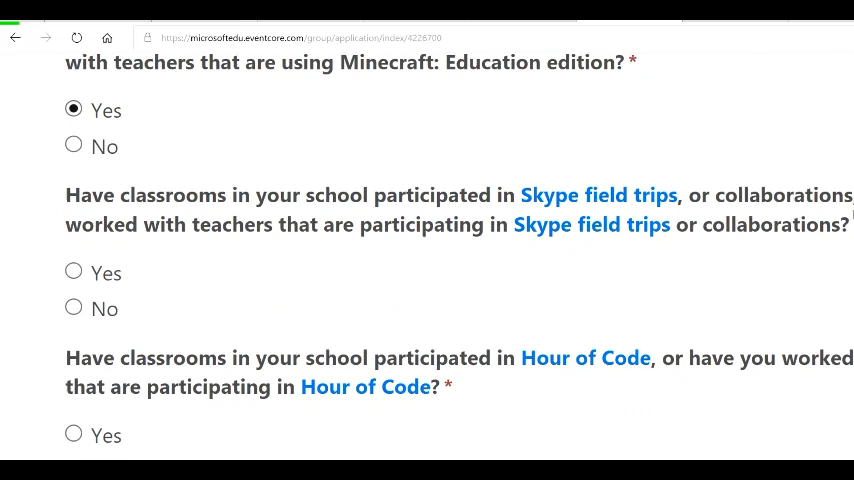 https://microsoftedu.eventcore.com/group/application/index/4226700
with teachers that are using Minecraft: Education edition? *
Yes
No
Have classrooms in your school participated in Skype field trips, or collaborations,
worked with teachers that are participating in Skype field trips or collaborations?
Yes
No
Have classrooms in your school participated in Hour of Code, or have you worked
that are participating in Hour of Code? *
Yes